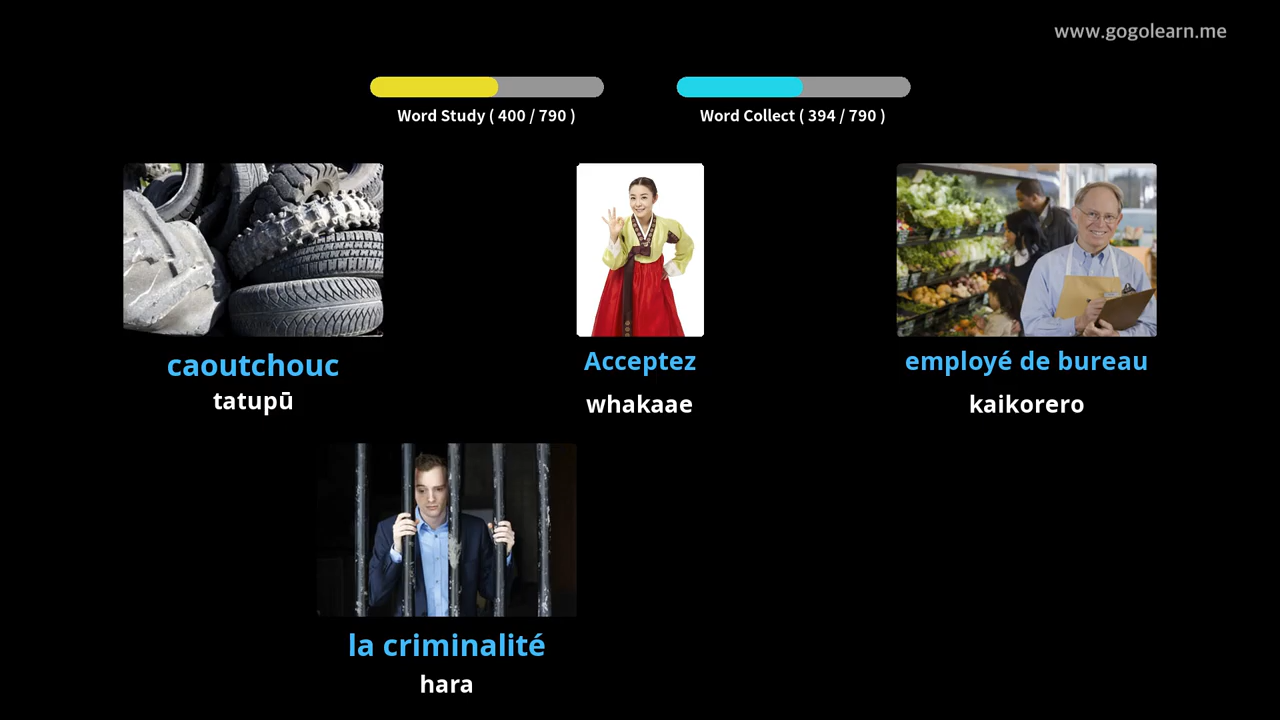 www.gogolearn.me
Word Study ( 400 / 790 )
Word Collect ( 394 / 790 )
caoutchouc
tatupū
Acceptez
whakaae
employé de bureau
kaikorero
la criminalité
hara